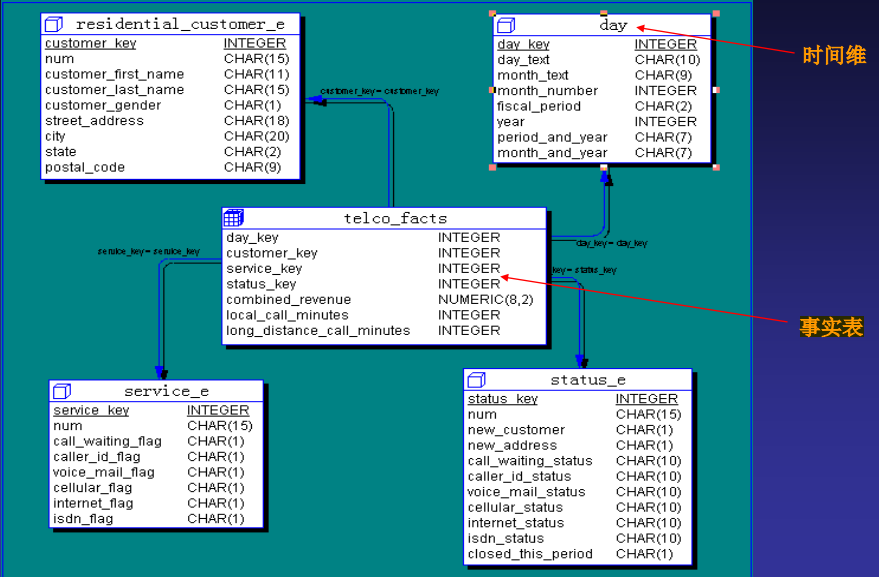 residential_customer_e
customer_key INTEGER
num CHAR(15)
customer_first_name CHAR(11)
customer_last_name CHAR(15)
customer_gender CHAR(1)
street_address CHAR(18)
city CHAR(20)
state CHAR(2)
postal_code CHAR(9)
day
day_key INTEGER
day_text CHAR(10)
month_text CHAR(9)
month_number INTEGER
fiscal_period CHAR(2)
year INTEGER
period_and_year CHAR(7)
month_and_year CHAR(7)
时间维
customer_key = customer_key
telco_facts
day_key INTEGER
customer_key INTEGER
service_key INTEGER
status_key INTEGER
combined_revenue NUMERIC(8,2)
local_call_minutes INTEGER
long_distance_call_minutes INTEGER
service_key = service_key
day_key = day_key
key = status_key
事实表
service_e
service_key INTEGER
num CHAR(15)
call_waiting_flag CHAR(1)
caller_id_flag CHAR(1)
voice_mail_flag CHAR(1)
cellular_flag CHAR(1)
internet_flag CHAR(1)
isdn_flag CHAR(1)
status_e
status_key INTEGER
num CHAR(15)
new_customer CHAR(1)
new_address CHAR(1)
call_waiting_status CHAR(10)
caller_id_status CHAR(10)
voice_mail_status CHAR(10)
cellular_status CHAR(10)
internet_status CHAR(10)
isdn_status CHAR(10)
closed_this_period CHAR(1)